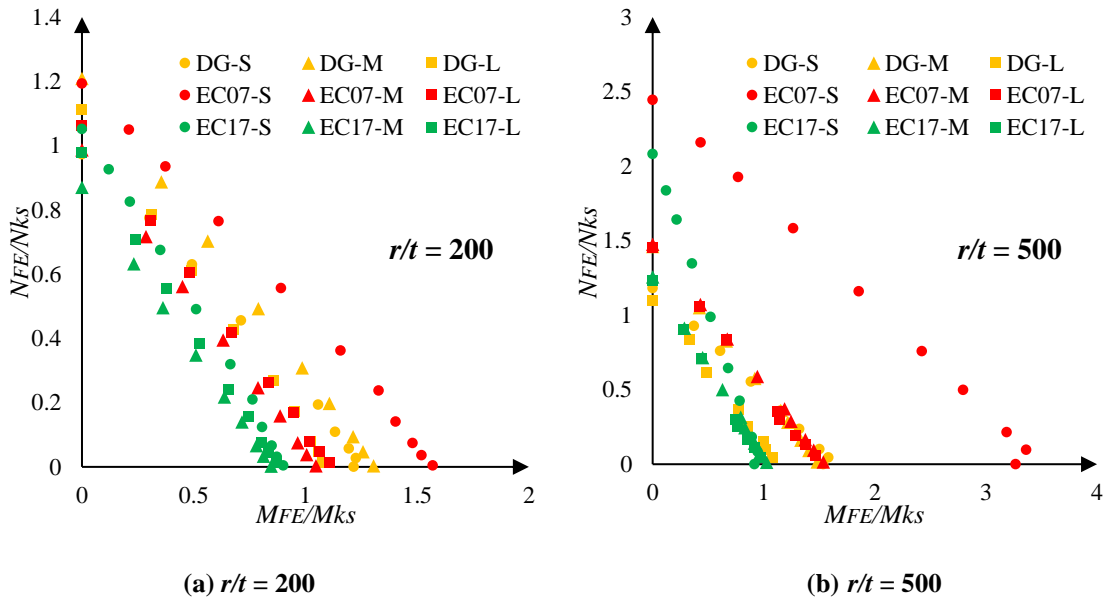 1.4
1.2
1
0.8
0.6
0.4
0.2
0
0
0.5
1
1.5
2
NFE/Nks
MFE/Mks
DG-S DG-M DG-L
EC07-S EC07-M EC07-L
EC17-S EC17-M EC17-L
r/t = 200
(a) r/t = 200
3
2.5
2
1.5
1
0.5
0
0
1
2
3
4
NFE/Nks
MFE/Mks
DG-S DG-M DG-L
EC07-S EC07-M EC07-L
EC17-S EC17-M EC17-L
r/t = 500
(b) r/t = 500